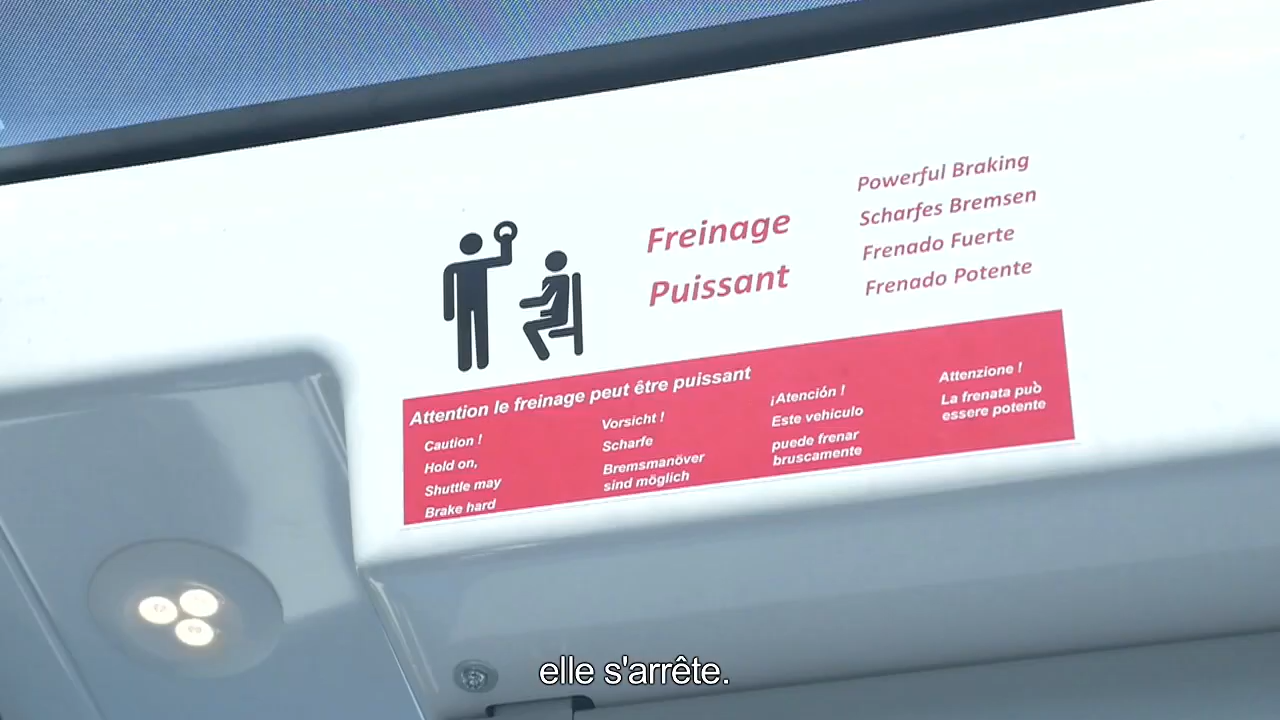 Freinage
Puissant
Powerful Braking
Scharfes Bremsen
Frenado Fuerte
Frenado Potente
Attention le freinage peut être puissant
Caution !
Hold on,
Shuttle may
Brake hard
Vorsicht !
Scharfe
Bremsmanöver
sind möglich
¡Atención !
Este vehiculo
puede frenar
bruscamente
Attenzione !
La frenata può
essere potente
elle s'arrête.